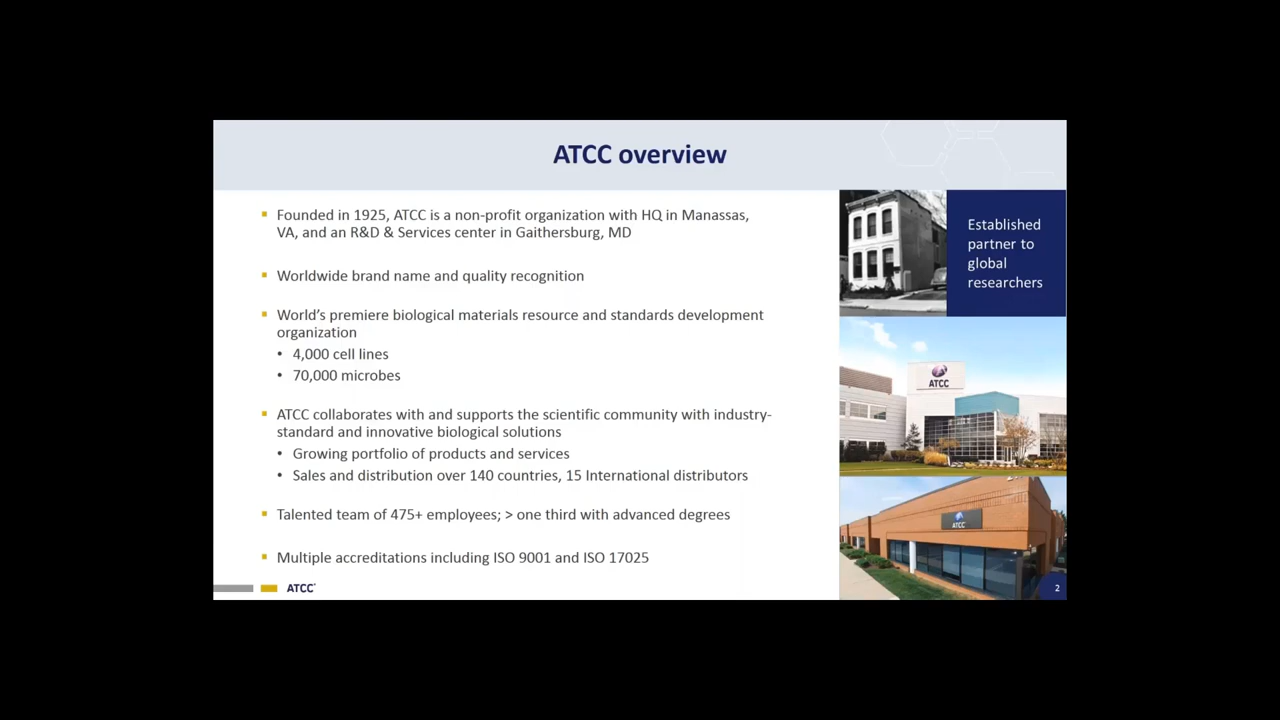 ATCC overview
▪ Founded in 1925, ATCC is a non-profit organization with HQ in Manassas,
VA, and an R&D & Services center in Gaithersburg, MD
▪ Worldwide brand name and quality recognition
▪ World's premiere biological materials resource and standards development
organization
• 4,000 cell lines
• 70,000 microbes
▪ ATCC collaborates with and supports the scientific community with industry-
standard and innovative biological solutions
• Growing portfolio of products and services
• Sales and distribution over 140 countries, 15 International distributors
▪ Talented team of 475+ employees; > one third with advanced degrees
▪ Multiple accreditations including ISO 9001 and ISO 17025
Established
partner to
global
researchers
ATCC
ATCC
ATCC
2